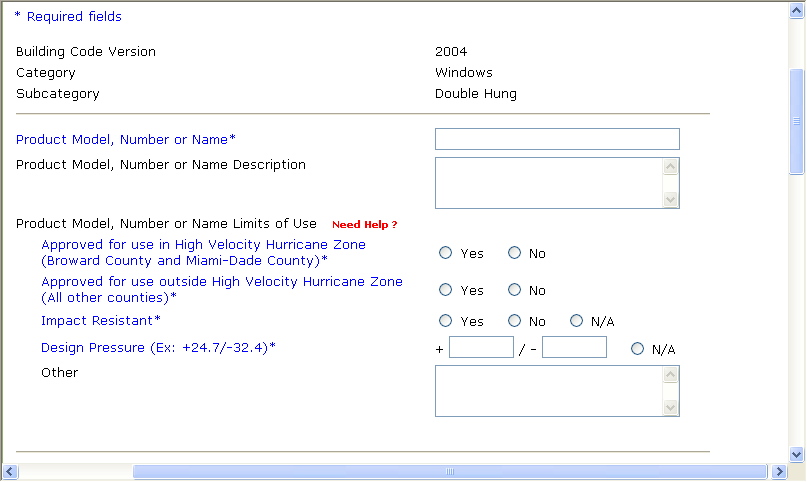 * Required fields
Building Code Version 2004
Category Windows
Subcategory Double Hung
Product Model, Number or Name*
Product Model, Number or Name Description
Product Model, Number or Name Limits of Use Need Help ?
Approved for use in High Velocity Hurricane Zone
(Broward County and Miami-Dade County)* Yes No
Approved for use outside High Velocity Hurricane Zone
(All other counties)* Yes No
Impact Resistant* Yes No N/A
Design Pressure (Ex: +24.7/-32.4)* + / - N/A
Other